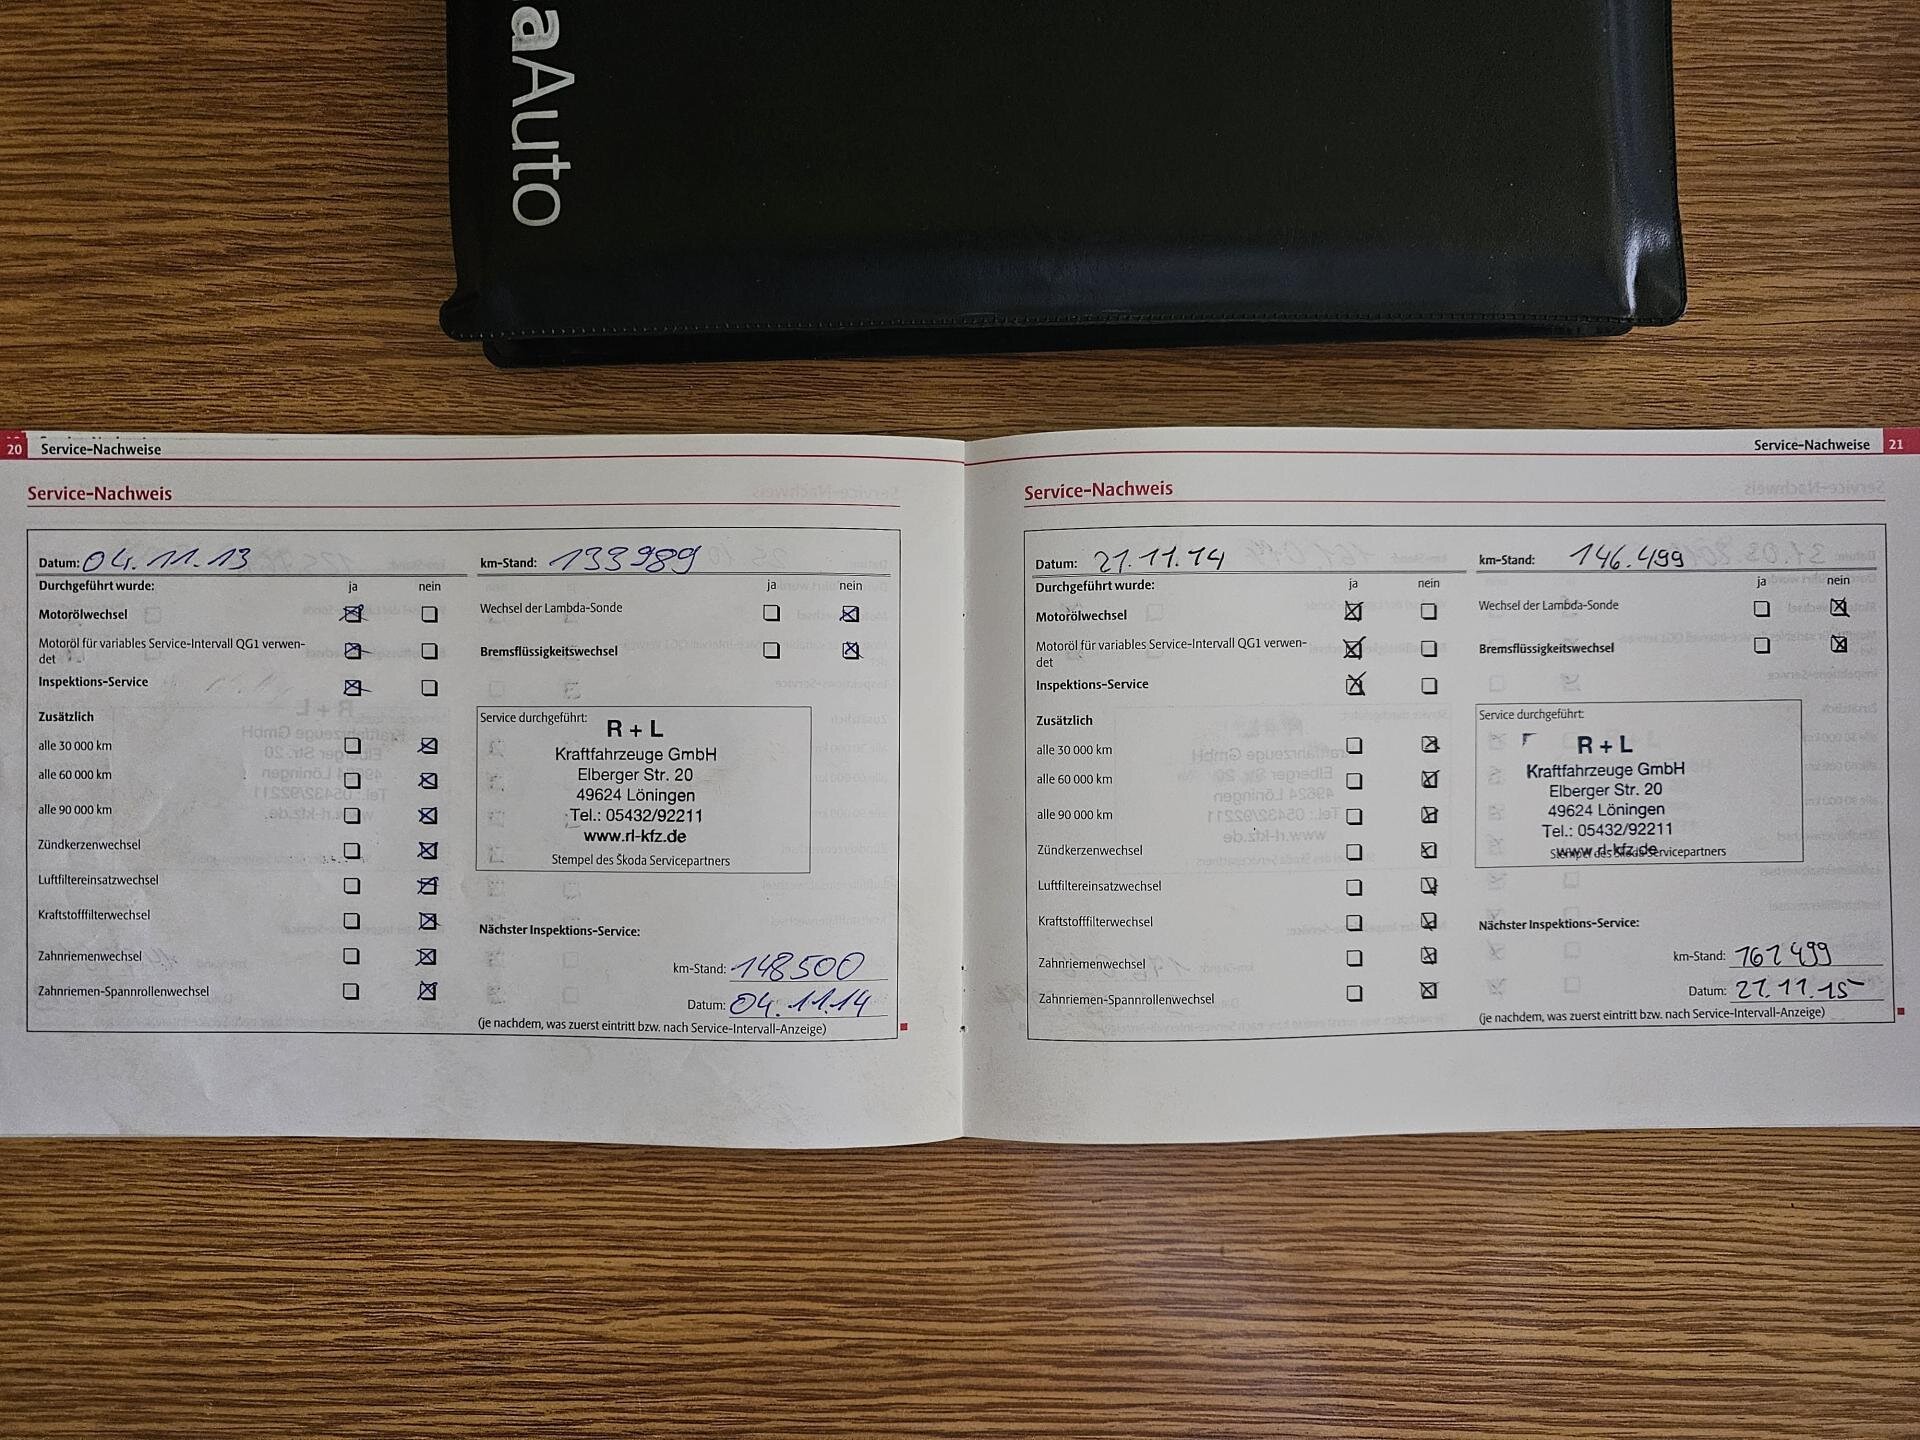 aAuto
20 Service-Nachweise
Service-Nachweis
Datum: 04.11.13 km-Stand: 133989
Durchgeführt wurde: ja nein ja nein
Motorölwechsel Wechsel der Lambda-Sonde
Motoröl für variables Service-Intervall QG1 verwen-
det Bremsflüssigkeitswechsel
Inspektions-Service
Zusätzlich
alle 30 000 km
alle 60 000 km
alle 90 000 km
Zündkerzenwechsel
Luftfiltereinsatzwechsel
Kraftstofffilterwechsel
Zahnriemenwechsel
Zahnriemen-Spannrollenwechsel
Service durchgeführt:
R + L
Kraftfahrzeuge GmbH
Elberger Str. 20
49624 Löningen
Tel.: 05432/92211
www.rl-kfz.de
Stempel des Škoda Servicepartners
Nächster Inspektions-Service:
km-Stand: 148500
Datum: 04.11.14
(je nachdem, was zuerst eintritt bzw. nach Service-Intervall-Anzeige)
Service-Nachweise 21
Service-Nachweis
Datum: 21.11.14 km-Stand: 146.499
Durchgeführt wurde: ja nein ja nein
Motorölwechsel Wechsel der Lambda-Sonde
Motoröl für variables Service-Intervall QG1 verwen-
det Bremsflüssigkeitswechsel
Inspektions-Service
Zusätzlich
alle 30 000 km
alle 60 000 km
alle 90 000 km
Zündkerzenwechsel
Luftfiltereinsatzwechsel
Kraftstofffilterwechsel
Zahnriemenwechsel
Zahnriemen-Spannrollenwechsel
Service durchgeführt:
R + L
Kraftfahrzeuge GmbH
Elberger Str. 20
49624 Löningen
Tel.: 05432/92211
www.rl-kfz.de
Stempel des Škoda Servicepartners
Nächster Inspektions-Service:
km-Stand: 161499
Datum: 21.11.15
(je nachdem, was zuerst eintritt bzw. nach Service-Intervall-Anzeige)